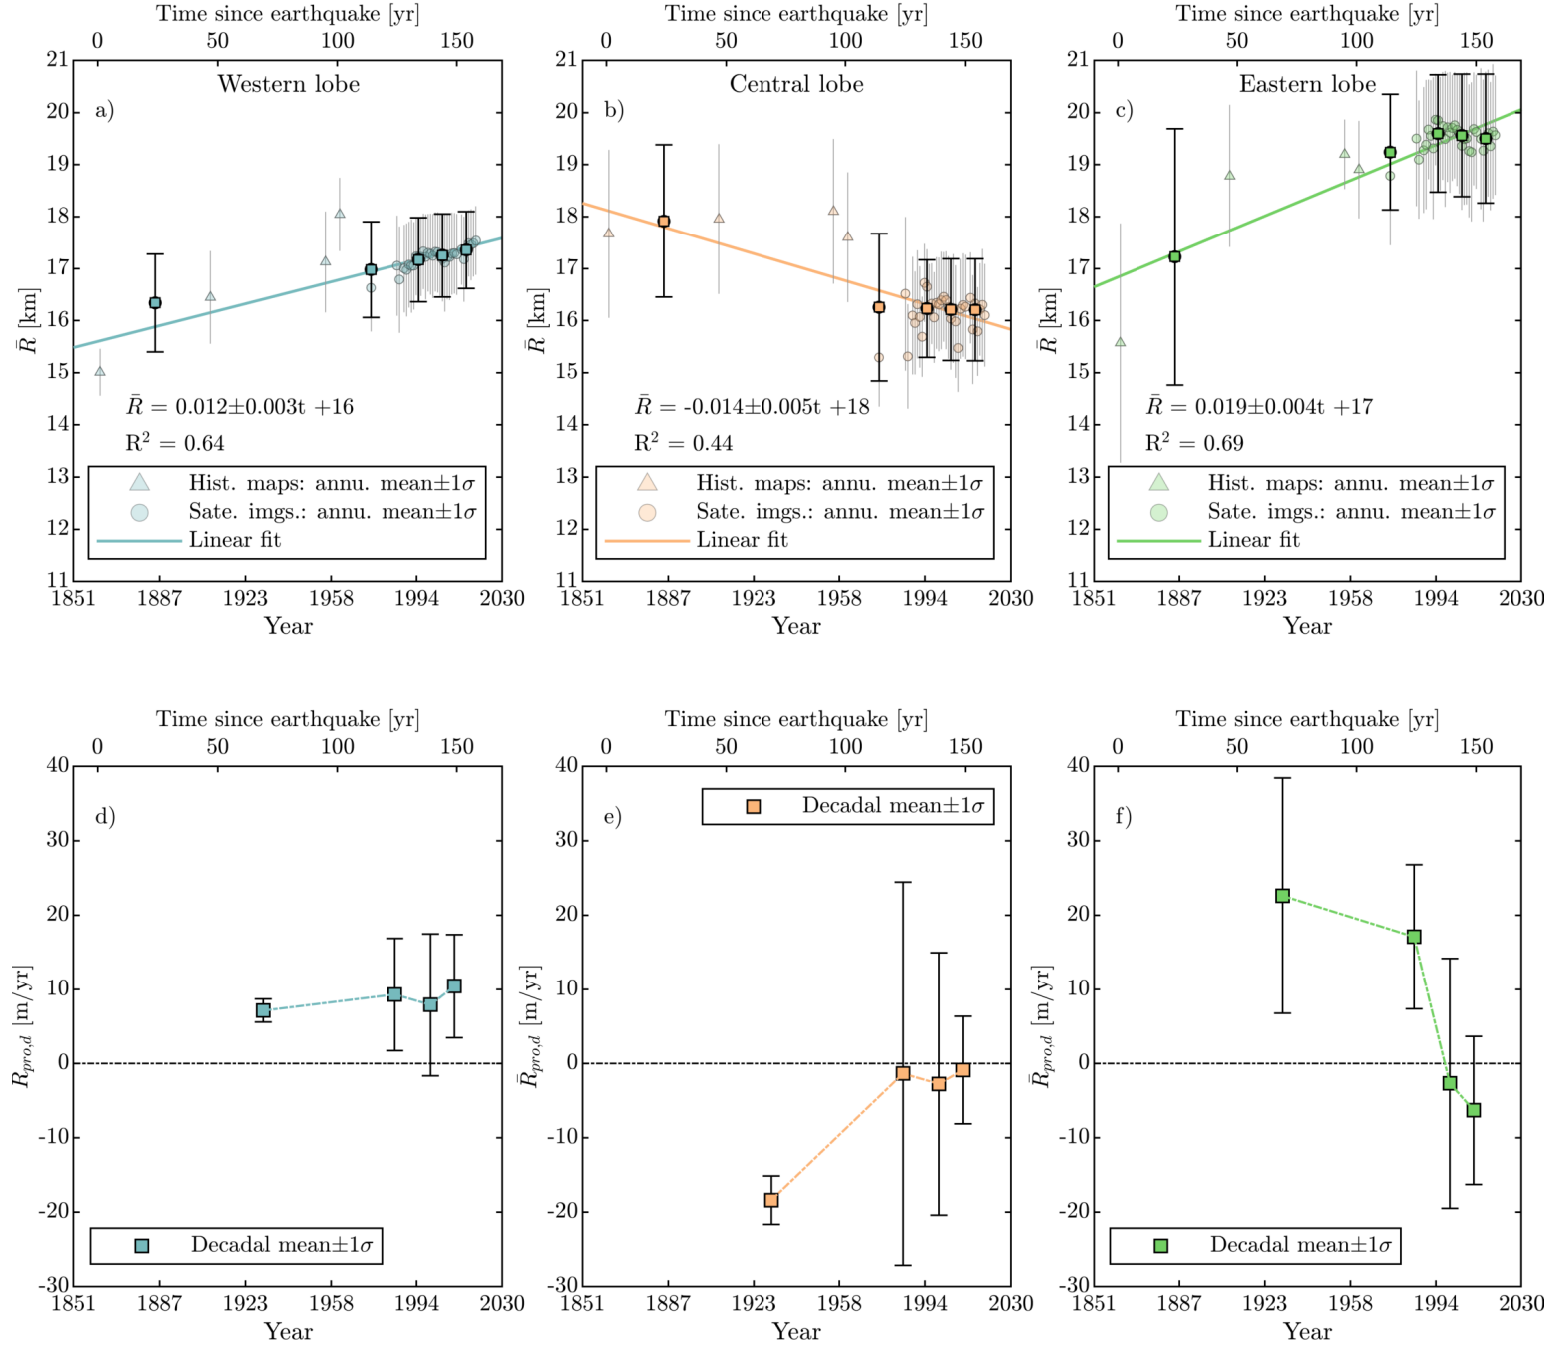 Time since earthquake [yr] Time since earthquake [yr] Time since earthquake [yr]
0 50 100 150 0 50 100 150 0 50 100 150
21 21 21
Western lobe Central lobe Eastern lobe
a) b) c)
20 20 20
19 19 19
18 18 18
17 17 17
R̄ [km] R̄ [km] R̄ [km]
16 16 16
15 15 15
R̄ = 0.012±0.003t +16 R̄ = -0.014±0.005t +18 R̄ = 0.019±0.004t +17
14 14 14
R² = 0.64 R² = 0.44 R² = 0.69
13 13 13
Hist. maps: annu. mean±1σ Hist. maps: annu. mean±1σ Hist. maps: annu. mean±1σ
Sate. imgs.: annu. mean±1σ Sate. imgs.: annu. mean±1σ Sate. imgs.: annu. mean±1σ
12 12 12
Linear fit Linear fit Linear fit
11 11 11
1851 1887 1923 1958 1994 2030 1851 1887 1923 1958 1994 2030 1851 1887 1923 1958 1994 2030
Year Year Year
Time since earthquake [yr] Time since earthquake [yr] Time since earthquake [yr]
0 50 100 150 0 50 100 150 0 50 100 150
40 40 40
Decadal mean±1σ
d) e) f)
30 30 30
20 20 20
10 10 10
R_pro,d [m/yr] R̄_pro,d [m/yr] R̄_pro,d [m/yr]
0 0 0
-10 -10 -10
-20 -20 -20
Decadal mean±1σ Decadal mean±1σ
-30 -30 -30
1851 1887 1923 1958 1994 2030 1851 1887 1923 1958 1994 2030 1851 1887 1923 1958 1994 2030
Year Year Year